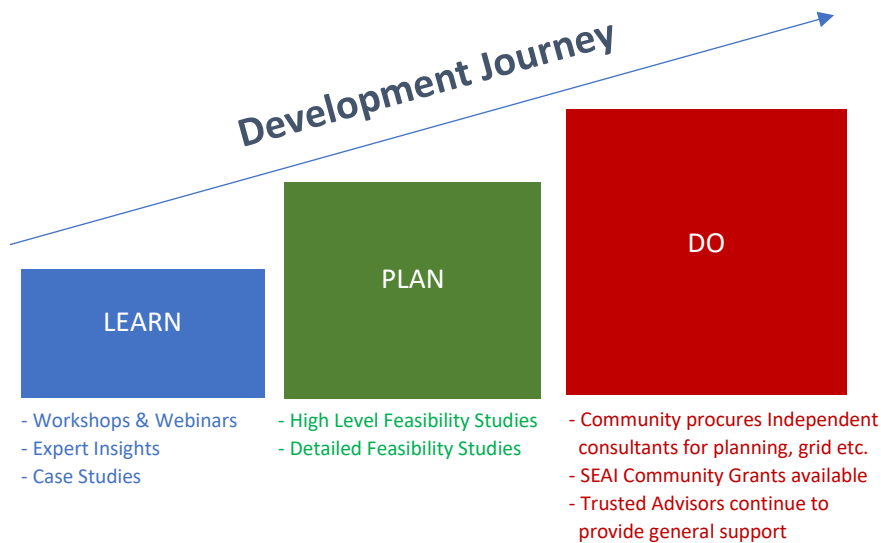 Development Journey
LEARN
- Workshops & Webinars
- Expert Insights
- Case Studies
PLAN
- High Level Feasibility Studies
- Detailed Feasibility Studies
DO
- Community procures Independent
consultants for planning, grid etc.
- SEAI Community Grants available
- Trusted Advisors continue to
provide general support